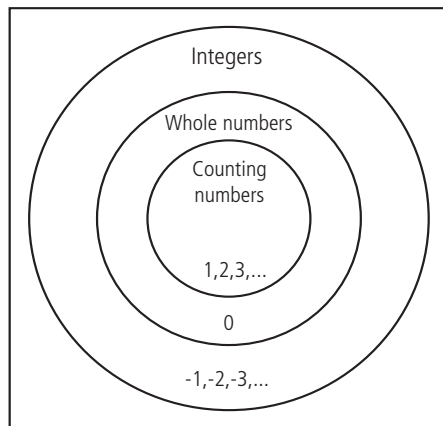 Integers
Whole numbers
Counting
numbers
1,2,3,...
0
-1,-2,-3,...